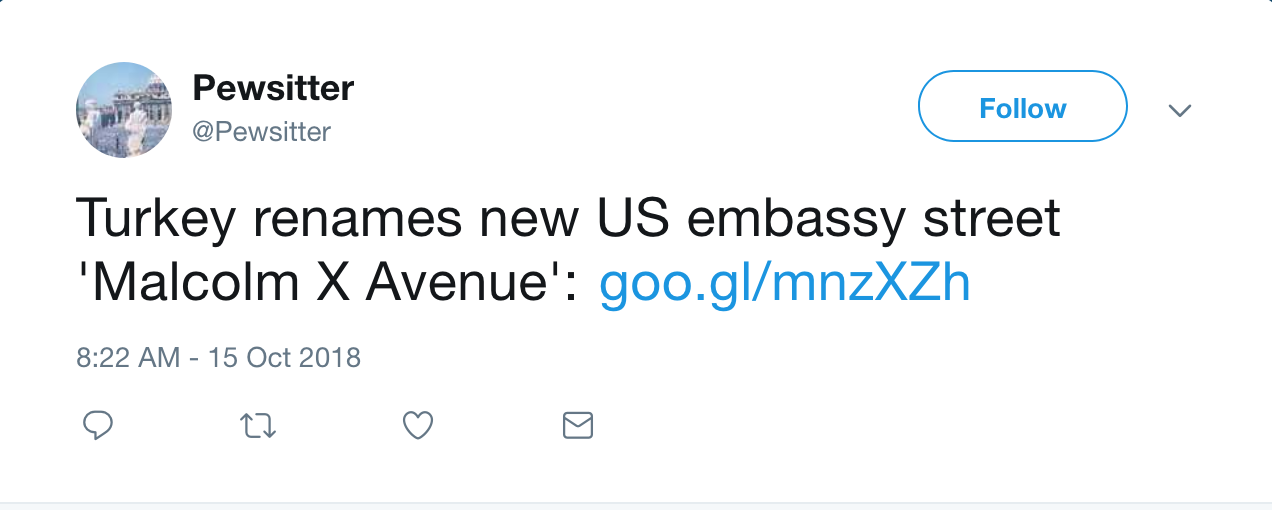 Pewsitter
@Pewsitter
Follow
Turkey renames new US embassy street
'Malcolm X Avenue': goo.gl/mnzXZh
8:22 AM - 15 Oct 2018